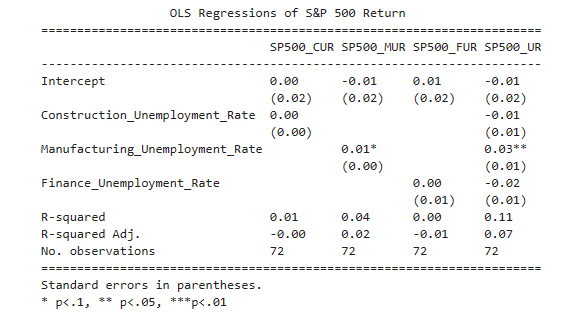 OLS Regressions of S&P 500 Return
==================================================================
SP500_CUR SP500_MUR SP500_FUR SP500_UR
------------------------------------------------------------------
Intercept 0.00 -0.01 0.01 -0.01
(0.02) (0.02) (0.02) (0.02)
Construction_Unemployment_Rate 0.00 -0.01
(0.00) (0.01)
Manufacturing_Unemployment_Rate 0.01* 0.03**
(0.00) (0.01)
Finance_Unemployment_Rate 0.00 -0.02
(0.01) (0.01)
R-squared 0.01 0.04 0.00 0.11
R-squared Adj. -0.00 0.02 -0.01 0.07
No. observations 72 72 72 72
==================================================================
Standard errors in parentheses.
* p<.1, ** p<.05, ***p<.01